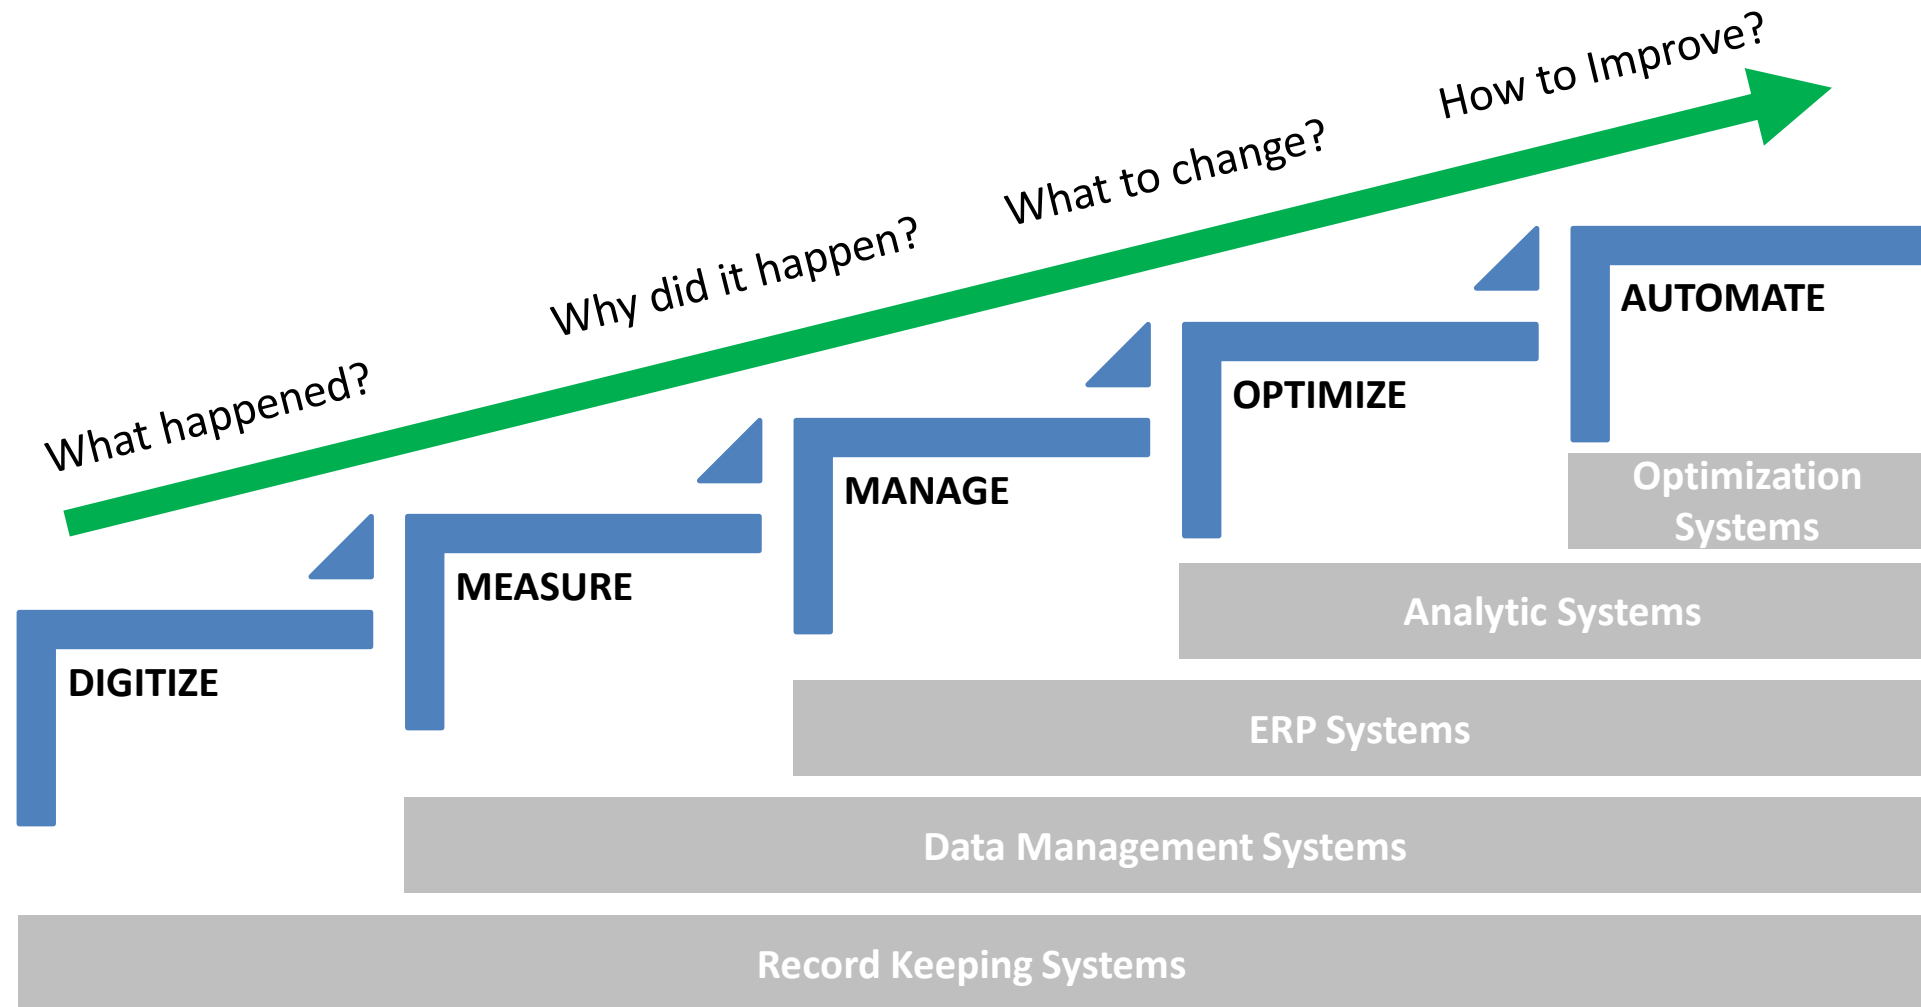 What happened?
Why did it happen?
What to change?
How to Improve?
DIGITIZE
MEASURE
MANAGE
OPTIMIZE
AUTOMATE
Optimization
Systems
Analytic Systems
ERP Systems
Data Management Systems
Record Keeping Systems